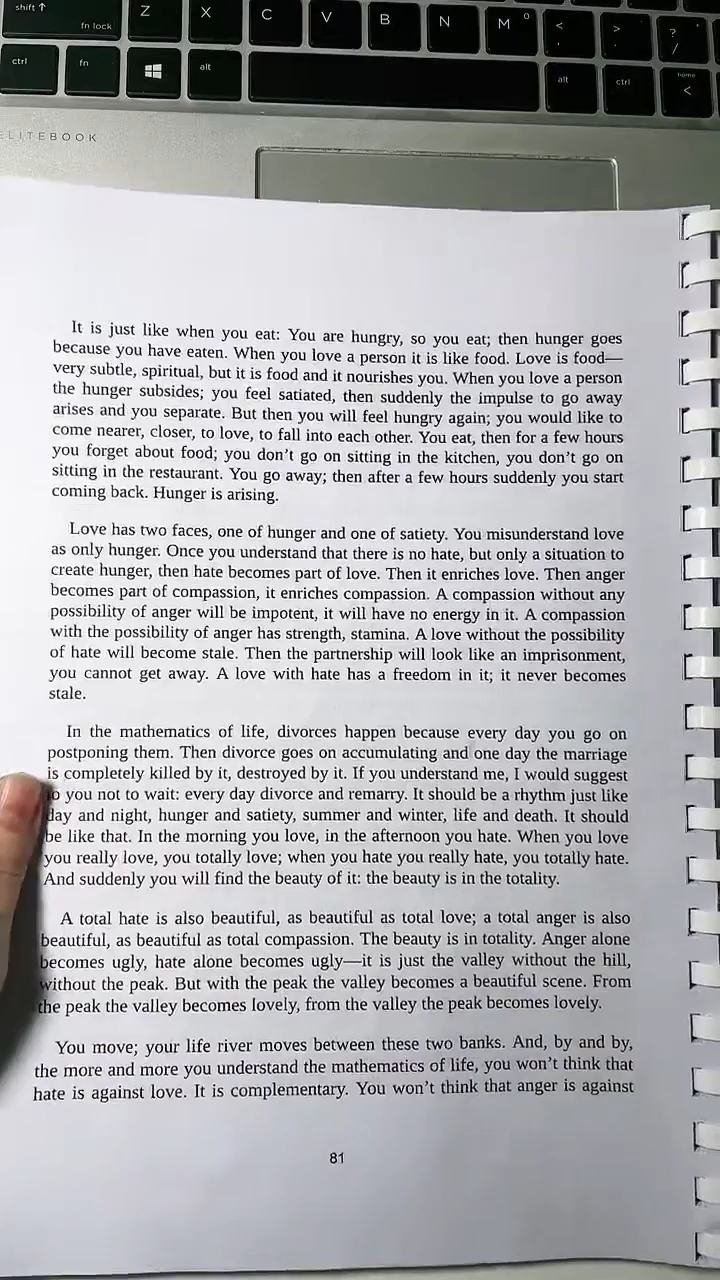 shift ↑
fn lock
Z X C V B N M < > ? /
ctrl fn alt alt ctrl home <
ELITEBOOK
It is just like when you eat: You are hungry, so you eat; then hunger goes
because you have eaten. When you love a person it is like food. Love is food—
very subtle, spiritual, but it is food and it nourishes you. When you love a person
the hunger subsides; you feel satiated, then suddenly the impulse to go away
arises and you separate. But then you will feel hungry again; you would like to
come nearer, closer, to love, to fall into each other. You eat, then for a few hours
you forget about food; you don't go on sitting in the kitchen, you don't go on
sitting in the restaurant. You go away; then after a few hours suddenly you start
coming back. Hunger is arising.
Love has two faces, one of hunger and one of satiety. You misunderstand love
as only hunger. Once you understand that there is no hate, but only a situation to
create hunger, then hate becomes part of love. Then it enriches love. Then anger
becomes part of compassion, it enriches compassion. A compassion without any
possibility of anger will be impotent, it will have no energy in it. A compassion
with the possibility of anger has strength, stamina. A love without the possibility
of hate will become stale. Then the partnership will look like an imprisonment,
you cannot get away. A love with hate has a freedom in it; it never becomes
stale.
In the mathematics of life, divorces happen because every day you go on
postponing them. Then divorce goes on accumulating and one day the marriage
is completely killed by it, destroyed by it. If you understand me, I would suggest
to you not to wait: every day divorce and remarry. It should be a rhythm just like
day and night, hunger and satiety, summer and winter, life and death. It should
be like that. In the morning you love, in the afternoon you hate. When you love
you really love, you totally love; when you hate you really hate, you totally hate.
And suddenly you will find the beauty of it: the beauty is in the totality.
A total hate is also beautiful, as beautiful as total love; a total anger is also
beautiful, as beautiful as total compassion. The beauty is in totality. Anger alone
becomes ugly, hate alone becomes ugly—it is just the valley without the hill,
without the peak. But with the peak the valley becomes a beautiful scene. From
the peak the valley becomes lovely, from the valley the peak becomes lovely.
You move; your life river moves between these two banks. And, by and by,
the more and more you understand the mathematics of life, you won't think that
hate is against love. It is complementary. You won't think that anger is against
81